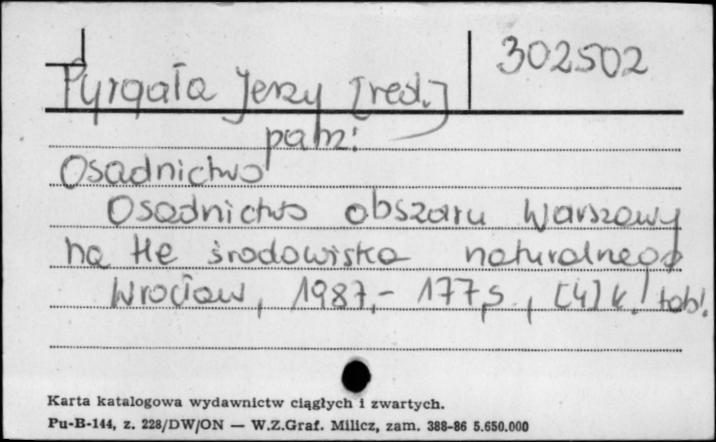 Pyrgała Jerzy [red.] 302502
patrz:
Osadnictwo
Osadnictwo obszaru Warszawy
na tle środowiska naturalnego
Wrocław, 1987,- 177,s., [4] k. tabl.
Karta katalogowa wydawnictw ciągłych i zwartych.
Pu-B-144, z. 228/DW/ON — W.Z.Graf. Milicz, zam. 388-86 5.650.000